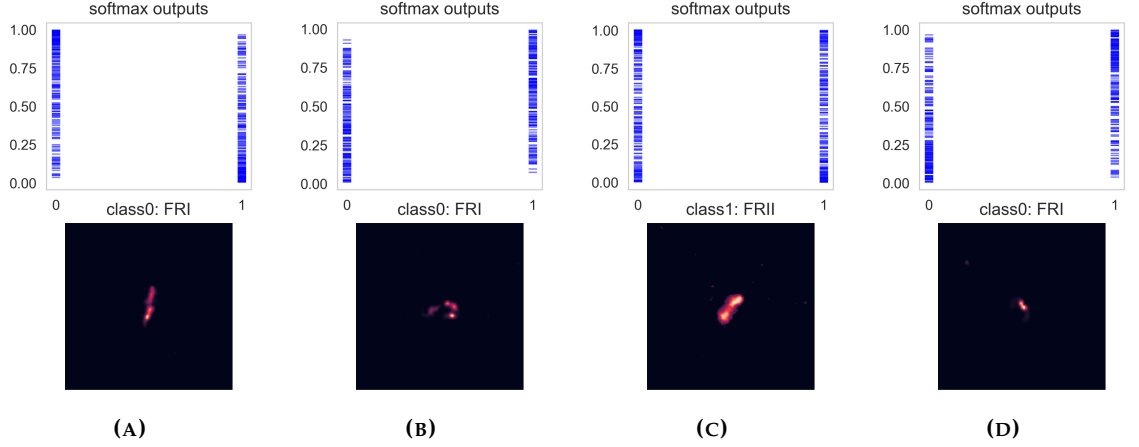 softmax outputs softmax outputs softmax outputs softmax outputs
1.00 1.00 1.00 1.00
0.75 0.75 0.75 0.75
0.50 0.50 0.50 0.50
0.25 0.25 0.25 0.25
0.00 0.00 0.00 0.00
0 1 0 1 0 1 0 1
class0: FRI class0: FRI class1: FRII class0: FRI
(A) (B) (C) (D)